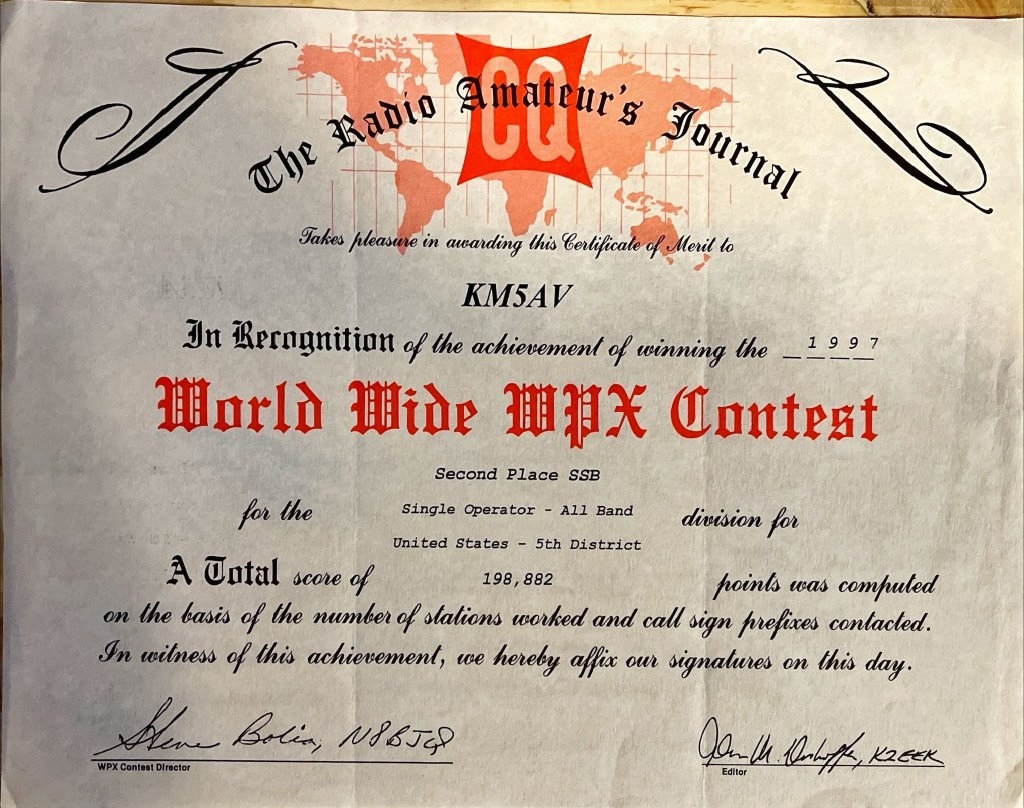 CQ
The Radio Amateur's Journal
Takes pleasure in awarding this Certificate of Merit to
KM5AV
In Recognition of the achievement of winning the 1997
World Wide WPX Contest
Second Place SSB
for the Single Operator - All Band division for
United States - 5th District
A Total score of 198,882 points was computed
on the basis of the number of stations worked and call sign prefixes contacted.
In witness of this achievement, we hereby affix our signatures on this day.
Steve Bolia, N8BJQ
WPX Contest Director
John M. Dorhoffer, K2EEK
Editor